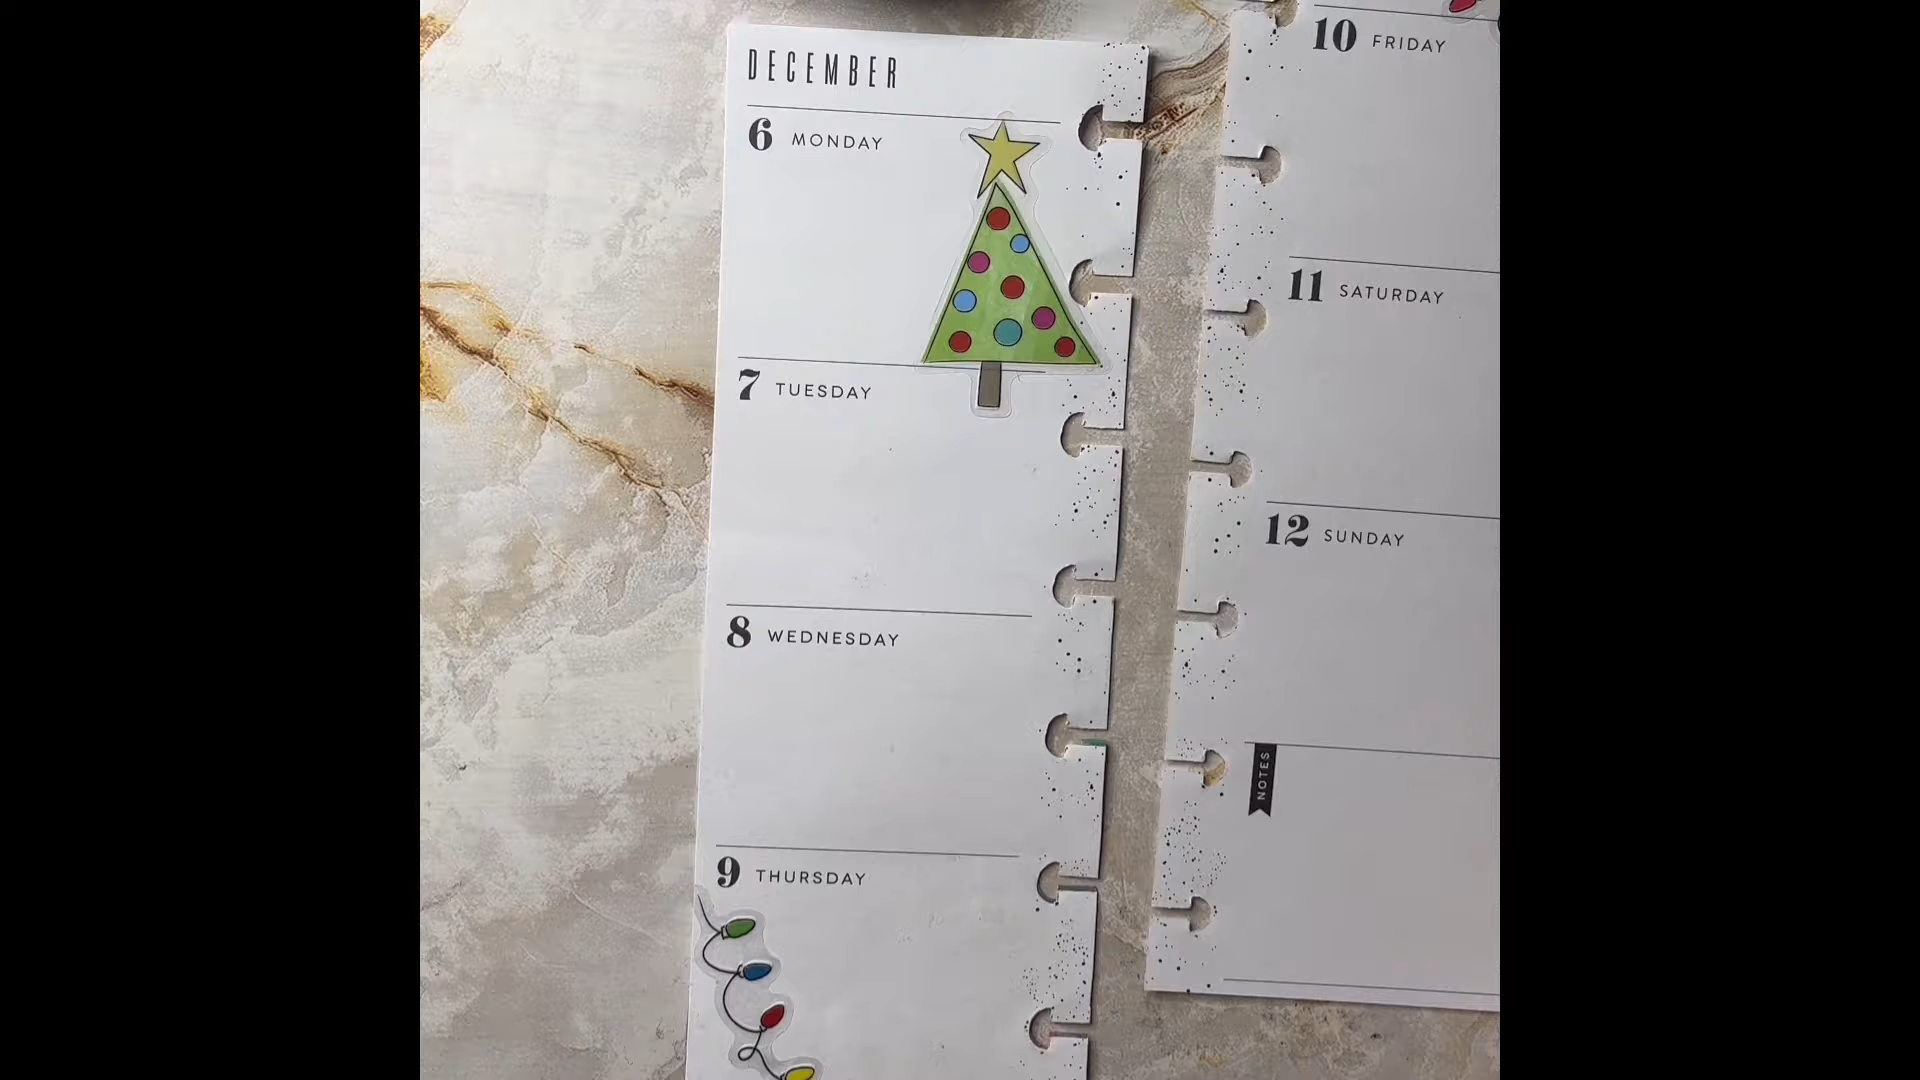 DECEMBER
6 MONDAY
7 TUESDAY
8 WEDNESDAY
9 THURSDAY
10 FRIDAY
11 SATURDAY
12 SUNDAY
NOTES